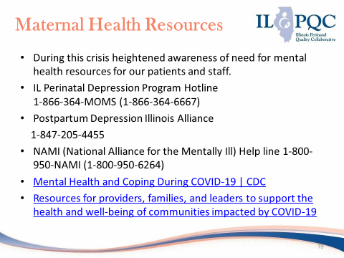 Maternal Health Resources
IL PQC
Illinois Perinatal
Quality Collaborative
• During this crisis heightened awareness of need for mental
health resources for our patients and staff.
• IL Perinatal Depression Program Hotline
1-866-364-MOMS (1-866-364-6667)
• Postpartum Depression Illinois Alliance
1-847-205-4455
• NAMI (National Alliance for the Mentally Ill) Help line 1-800-
950-NAMI (1-800-950-6264)
• Mental Health and Coping During COVID-19 | CDC
• Resources for providers, families, and leaders to support the
health and well-being of communities impacted by COVID-19